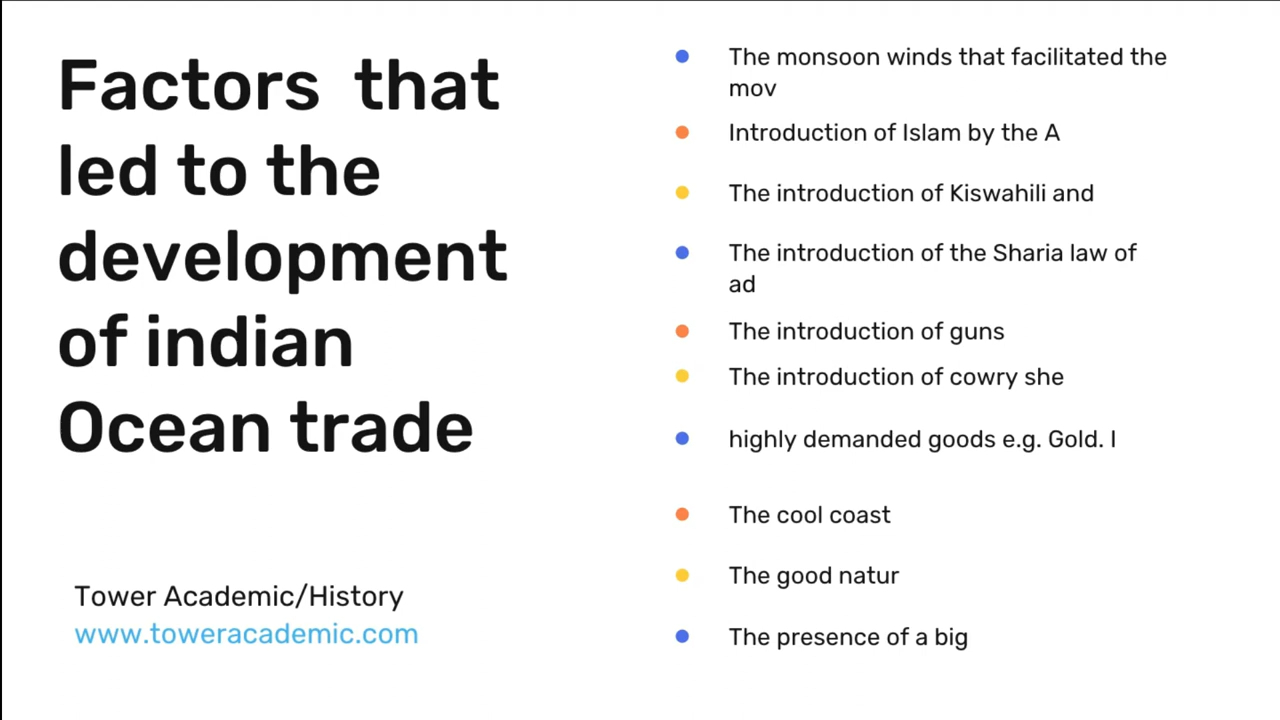 Factors that
led to the
development
of indian
Ocean trade
Tower Academic/History
www.toweracademic.com
The monsoon winds that facilitated the
mov
Introduction of Islam by the A
The introduction of Kiswahili and
The introduction of the Sharia law of
ad
The introduction of guns
The introduction of cowry she
highly demanded goods e.g. Gold. I
The cool coast
The good natur
The presence of a big